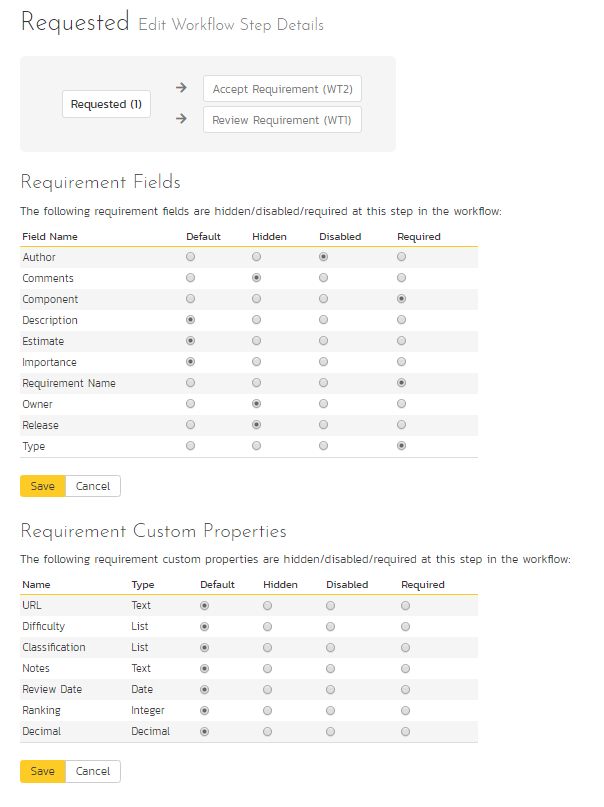 Requested Edit Workflow Step Details
Requested (1)
Accept Requirement (WT2)
Review Requirement (WT1)
Requirement Fields
The following requirement fields are hidden/disabled/required at this step in the workflow:
Field Name Default Hidden Disabled Required
Author
Comments
Component
Description
Estimate
Importance
Requirement Name
Owner
Release
Type
Save Cancel
Requirement Custom Properties
The following requirement custom properties are hidden/disabled/required at this step in the workflow:
Name Type Default Hidden Disabled Required
URL Text
Difficulty List
Classification List
Notes Text
Review Date Date
Ranking Integer
Decimal Decimal
Save Cancel